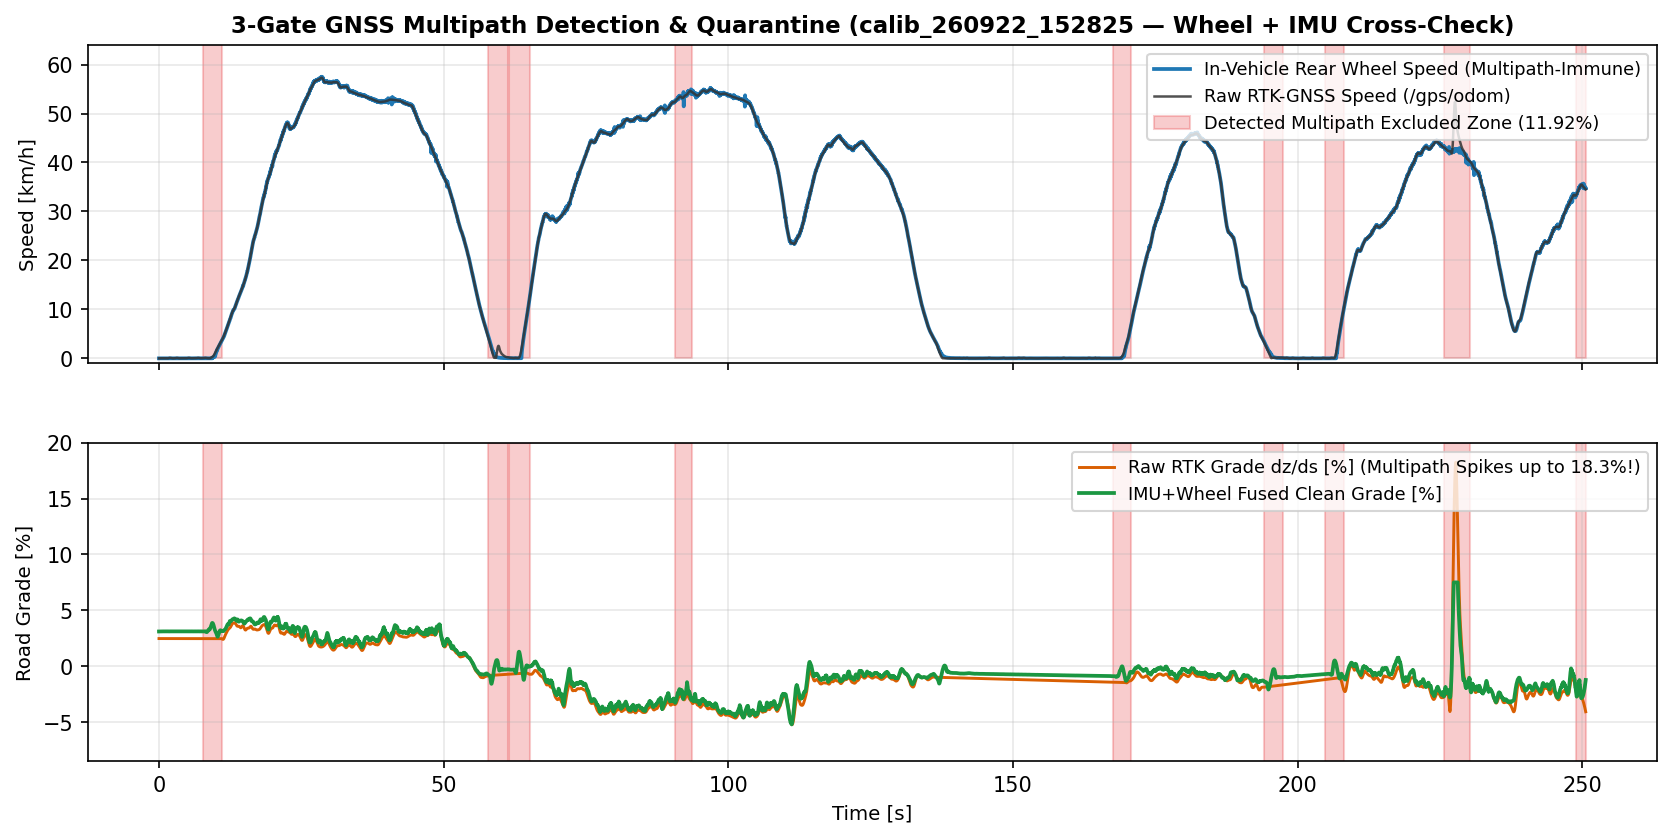 3-Gate GNSS Multipath Detection & Quarantine (calib_260922_152825 — Wheel + IMU Cross-Check)
In-Vehicle Rear Wheel Speed (Multipath-Immune)
Raw RTK-GNSS Speed (/gps/odom)
Detected Multipath Excluded Zone (11.92%)
Speed [km/h]
60
50
40
30
20
10
0
Raw RTK Grade dz/ds [%] (Multipath Spikes up to 18.3%!)
IMU+Wheel Fused Clean Grade [%]
Road Grade [%]
20
15
10
5
0
−5
0 50 100 150 200 250
Time [s]